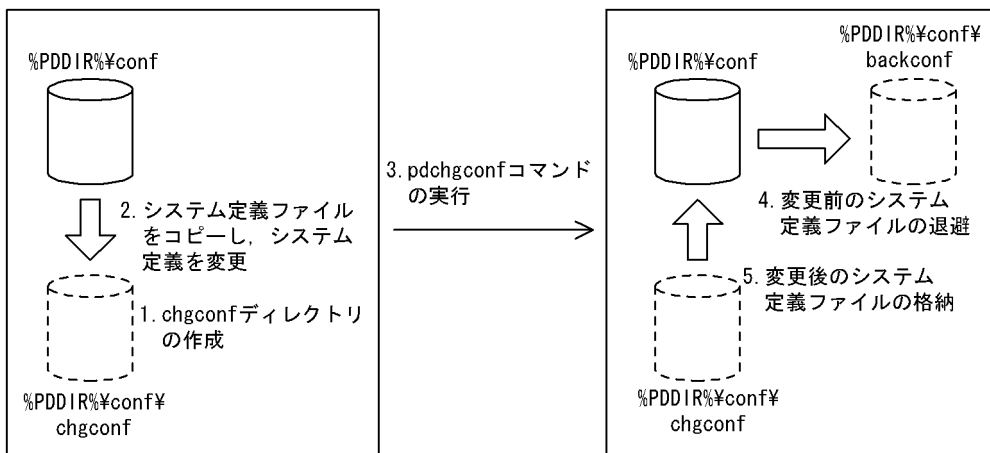 %PDDIR%¥conf
2. システム定義ファイル
をコピーし，システム
定義を変更
1. chgconfディレクトリ
の作成
%PDDIR%¥conf¥
chgconf
3. pdchgconfコマンド
の実行
%PDDIR%¥conf
%PDDIR%¥conf¥
backconf
4. 変更前のシステム
定義ファイルの退避
5. 変更後のシステム
定義ファイルの格納
%PDDIR%¥conf¥
chgconf